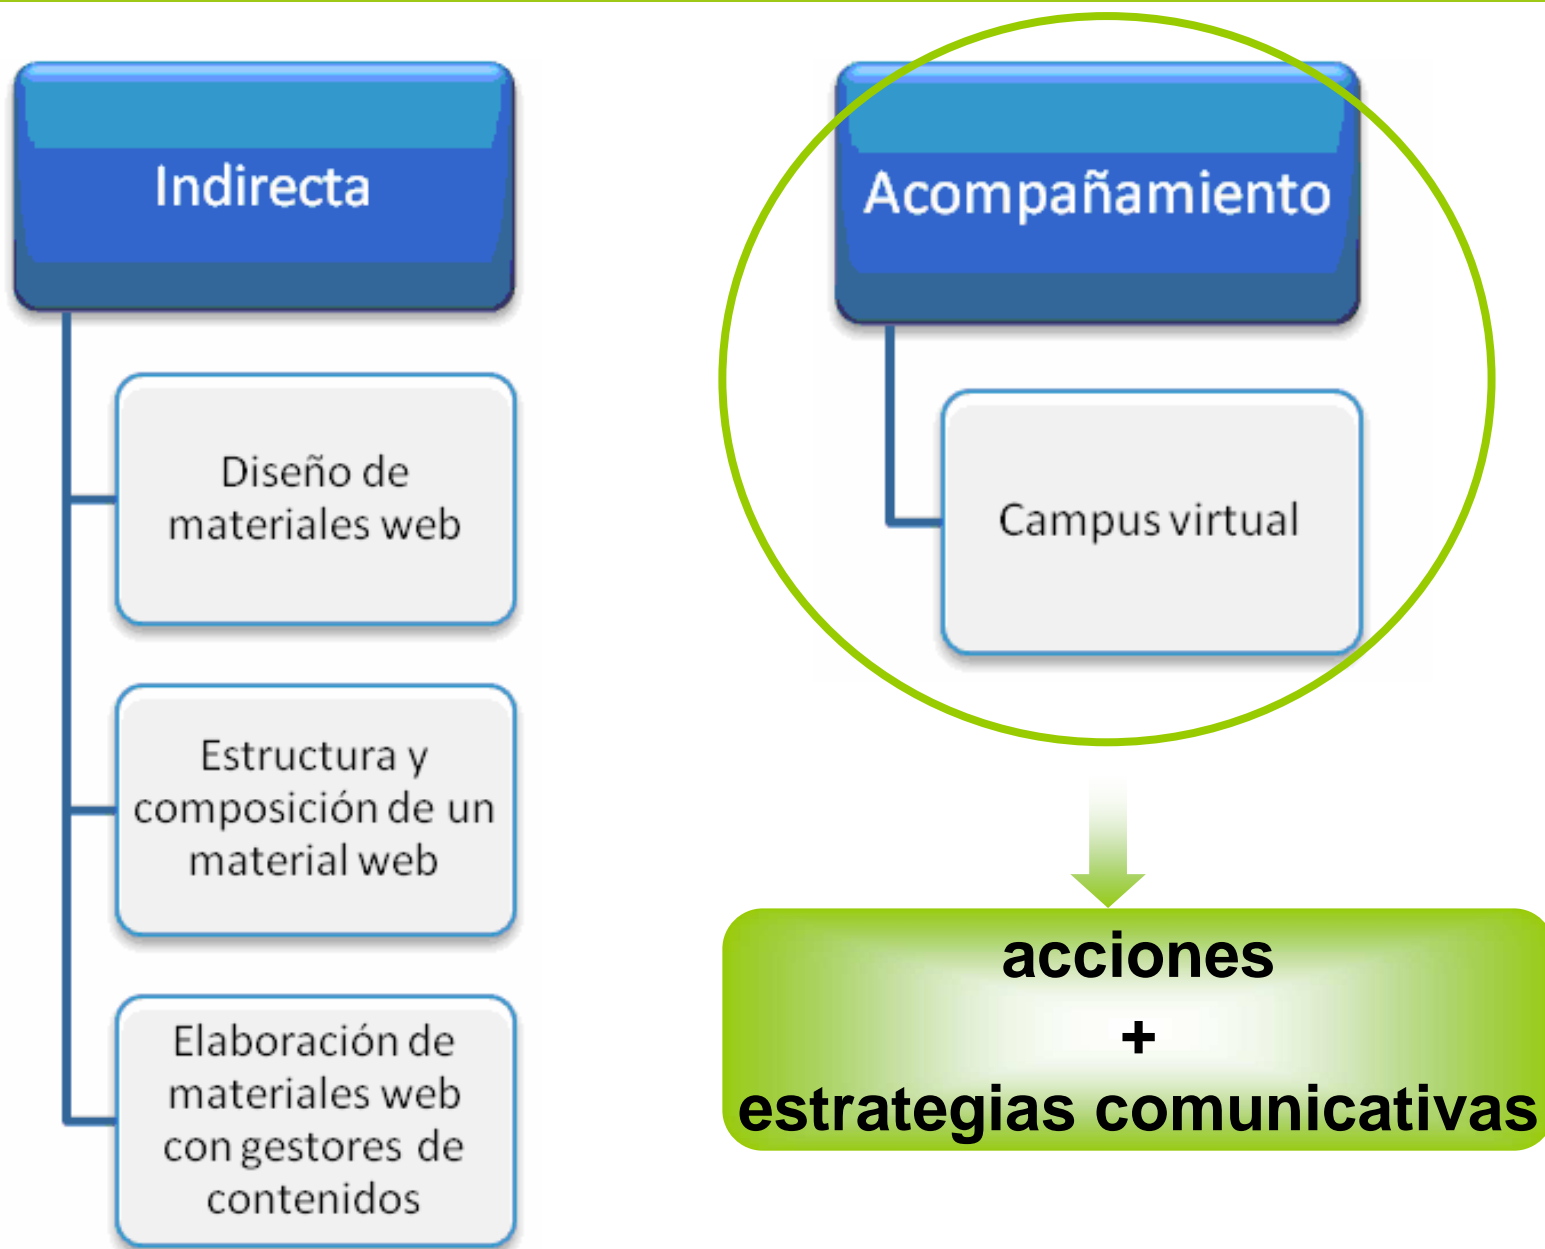 Indirecta
Diseño de
materiales web
Estructura y
composición de un
material web
Elaboración de
materiales web
con gestores de
contenidos
Acompañamiento
Campus virtual
acciones
+
estrategias comunicativas